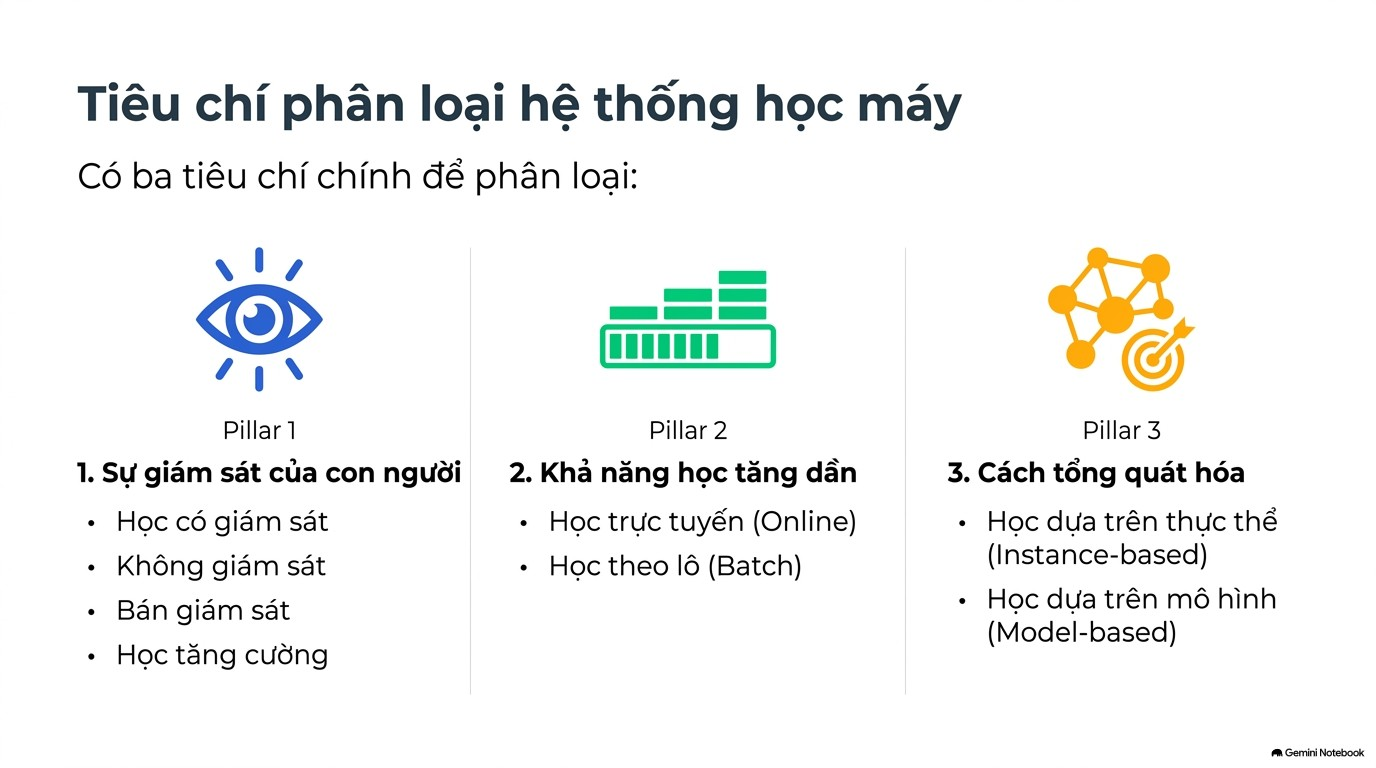 Tiêu chí phân loại hệ thống học máy
Có ba tiêu chí chính để phân loại:
Pillar 1
1. Sự giám sát của con người
• Học có giám sát
• Không giám sát
• Bán giám sát
• Học tăng cường
Pillar 2
2. Khả năng học tăng dần
• Học trực tuyến (Online)
• Học theo lô (Batch)
Pillar 3
3. Cách tổng quát hóa
• Học dựa trên thực thể
(Instance-based)
• Học dựa trên mô hình
(Model-based)
Gemini Notebook